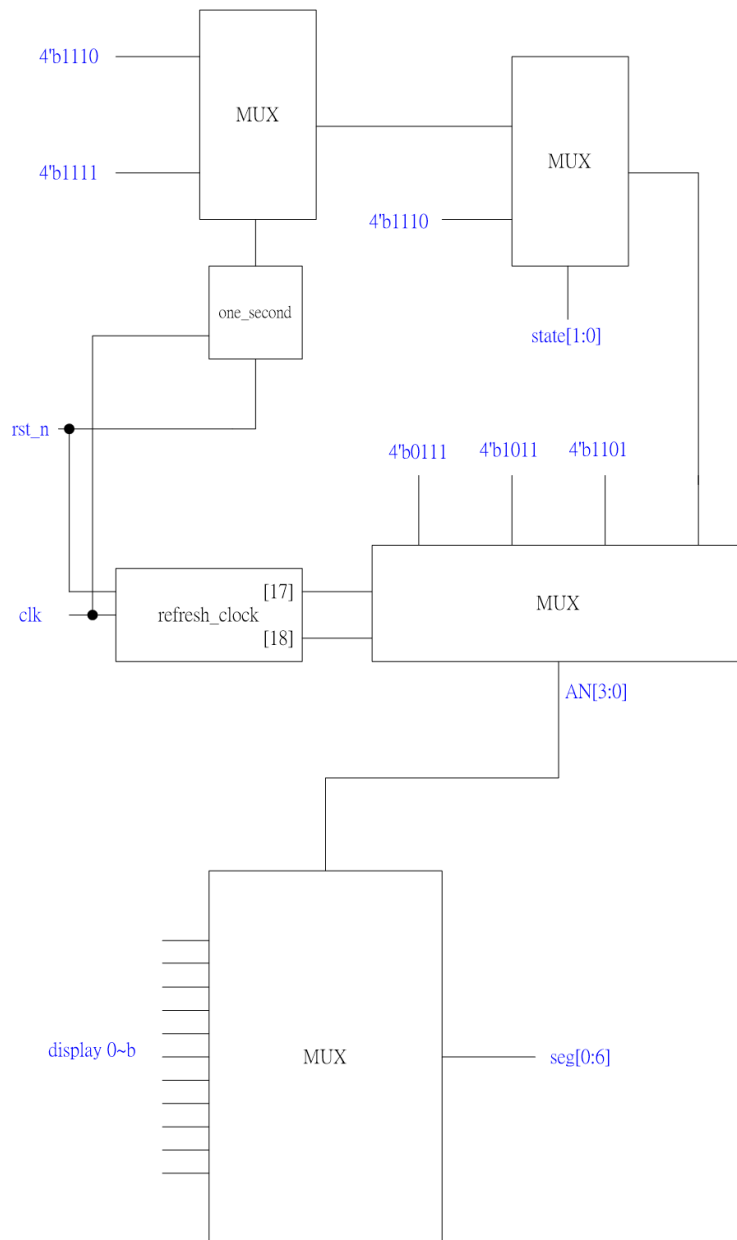 4'b1110
MUX
MUX
4'b1111
4'b1110
one_second
state[1:0]
rst_n
4'b0111
4'b1011
4'b1101
[17]
MUX
clk
refresh_clock
[18]
AN[3:0]
display 0~b
MUX
seg[0:6]